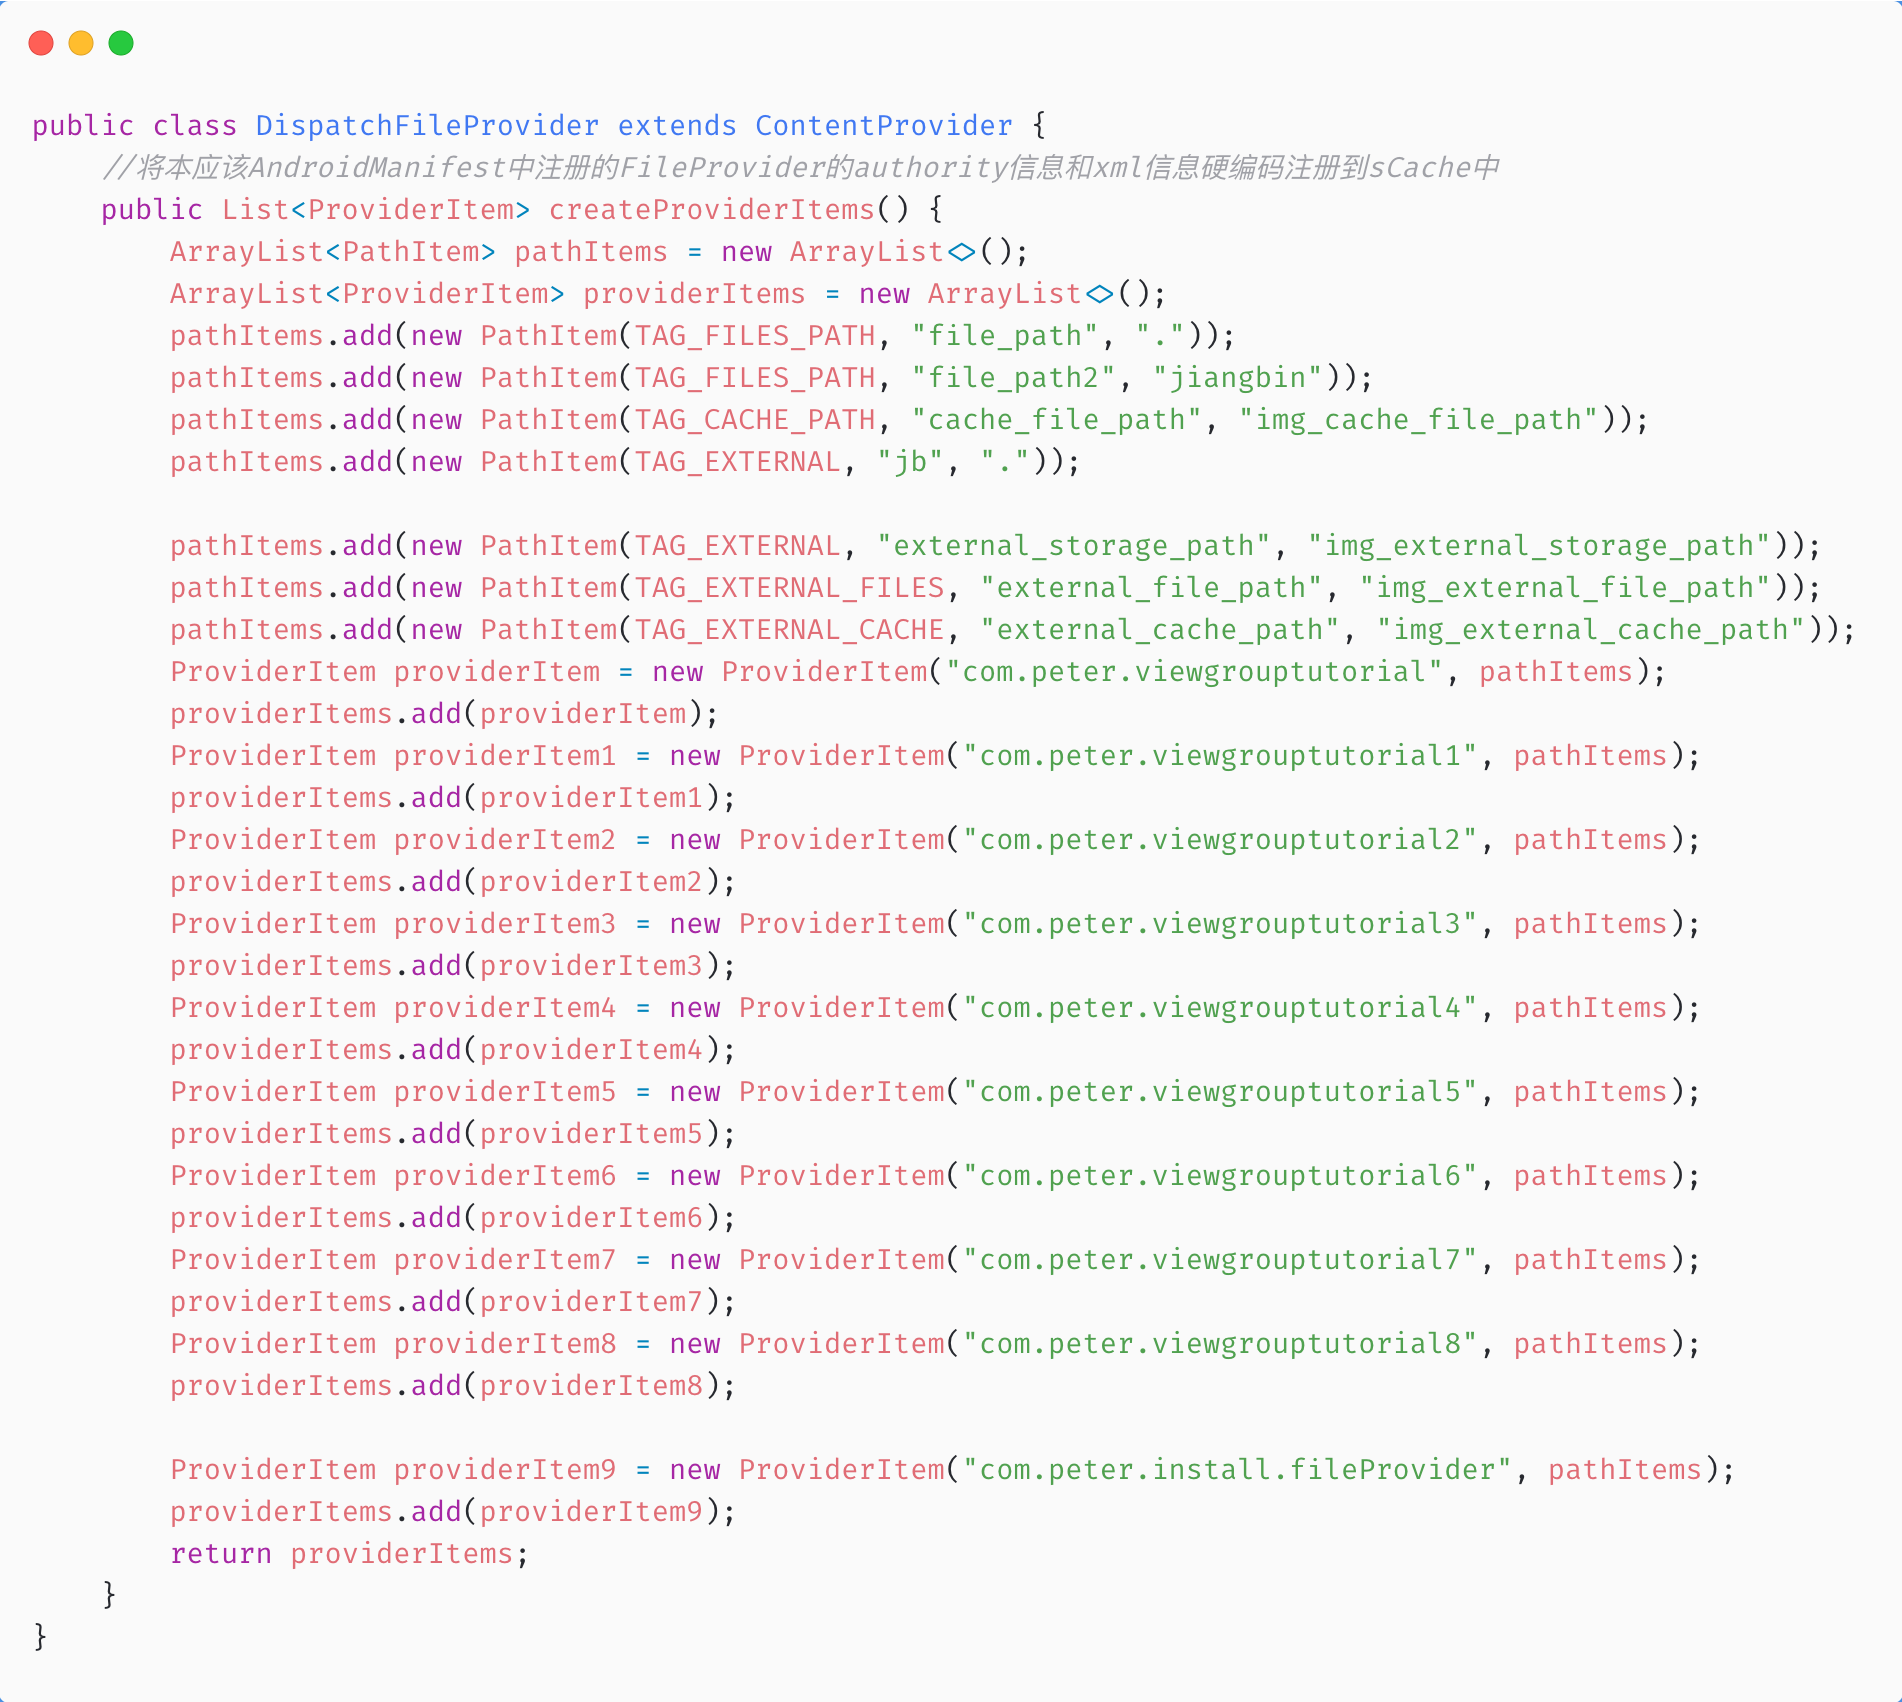 public class DispatchFileProvider extends ContentProvider {
    //将本应该AndroidManifest中注册的FileProvider的authority信息和xml信息硬编码注册到sCache中
    public List<ProviderItem> createProviderItems() {
        ArrayList<PathItem> pathItems = new ArrayList<>();
        ArrayList<ProviderItem> providerItems = new ArrayList<>();
        pathItems.add(new PathItem(TAG_FILES_PATH, "file_path", "."));
        pathItems.add(new PathItem(TAG_FILES_PATH, "file_path2", "jiangbin"));
        pathItems.add(new PathItem(TAG_CACHE_PATH, "cache_file_path", "img_cache_file_path"));
        pathItems.add(new PathItem(TAG_EXTERNAL, "jb", "."));

        pathItems.add(new PathItem(TAG_EXTERNAL, "external_storage_path", "img_external_storage_path"));
        pathItems.add(new PathItem(TAG_EXTERNAL_FILES, "external_file_path", "img_external_file_path"));
        pathItems.add(new PathItem(TAG_EXTERNAL_CACHE, "external_cache_path", "img_external_cache_path"));
        ProviderItem providerItem = new ProviderItem("com.peter.viewgrouptutorial", pathItems);
        providerItems.add(providerItem);
        ProviderItem providerItem1 = new ProviderItem("com.peter.viewgrouptutorial1", pathItems);
        providerItems.add(providerItem1);
        ProviderItem providerItem2 = new ProviderItem("com.peter.viewgrouptutorial2", pathItems);
        providerItems.add(providerItem2);
        ProviderItem providerItem3 = new ProviderItem("com.peter.viewgrouptutorial3", pathItems);
        providerItems.add(providerItem3);
        ProviderItem providerItem4 = new ProviderItem("com.peter.viewgrouptutorial4", pathItems);
        providerItems.add(providerItem4);
        ProviderItem providerItem5 = new ProviderItem("com.peter.viewgrouptutorial5", pathItems);
        providerItems.add(providerItem5);
        ProviderItem providerItem6 = new ProviderItem("com.peter.viewgrouptutorial6", pathItems);
        providerItems.add(providerItem6);
        ProviderItem providerItem7 = new ProviderItem("com.peter.viewgrouptutorial7", pathItems);
        providerItems.add(providerItem7);
        ProviderItem providerItem8 = new ProviderItem("com.peter.viewgrouptutorial8", pathItems);
        providerItems.add(providerItem8);

        ProviderItem providerItem9 = new ProviderItem("com.peter.install.fileProvider", pathItems);
        providerItems.add(providerItem9);
        return providerItems;
    }
}